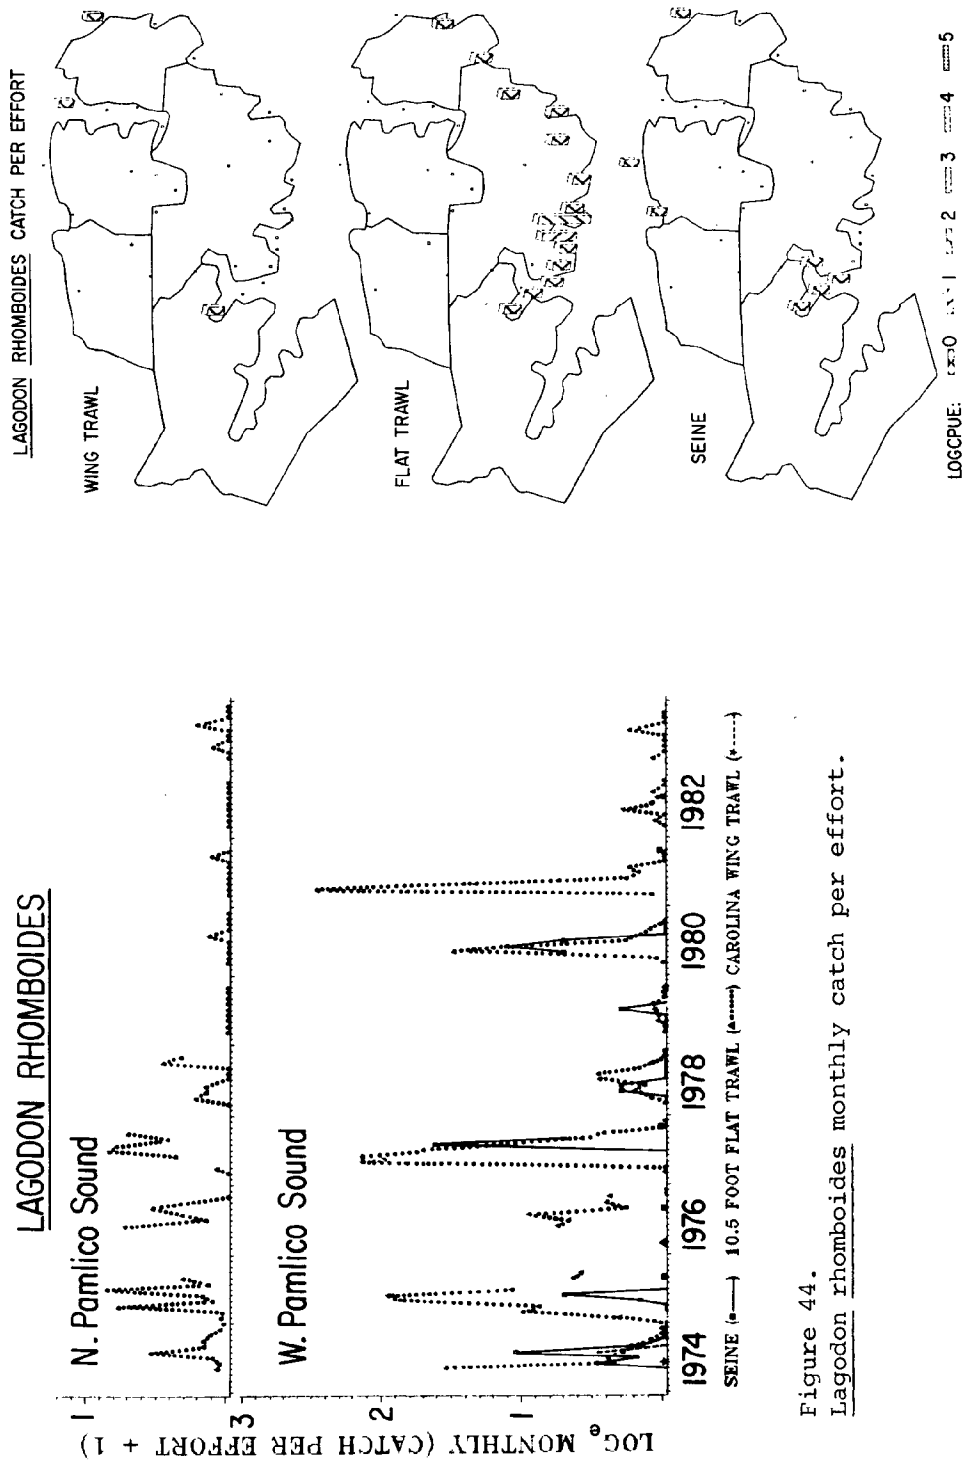 LAGODON RHOMBOIDES
N. Pamlico Sound
1
W. Pamlico Sound
3
2
1
LOGe MONTHLY (CATCH PER EFFORT + 1)
1974 1976 1978 1980 1982
SEINE 10.5 FOOT FLAT TRAWL CAROLINA WING TRAWL
Figure 44.
Lagodon rhomboides monthly catch per effort.
LAGODON RHOMBOIDES CATCH PER EFFORT
WING TRAWL
FLAT TRAWL
SEINE
LOGCPUE: 0 1 2 3 4 5